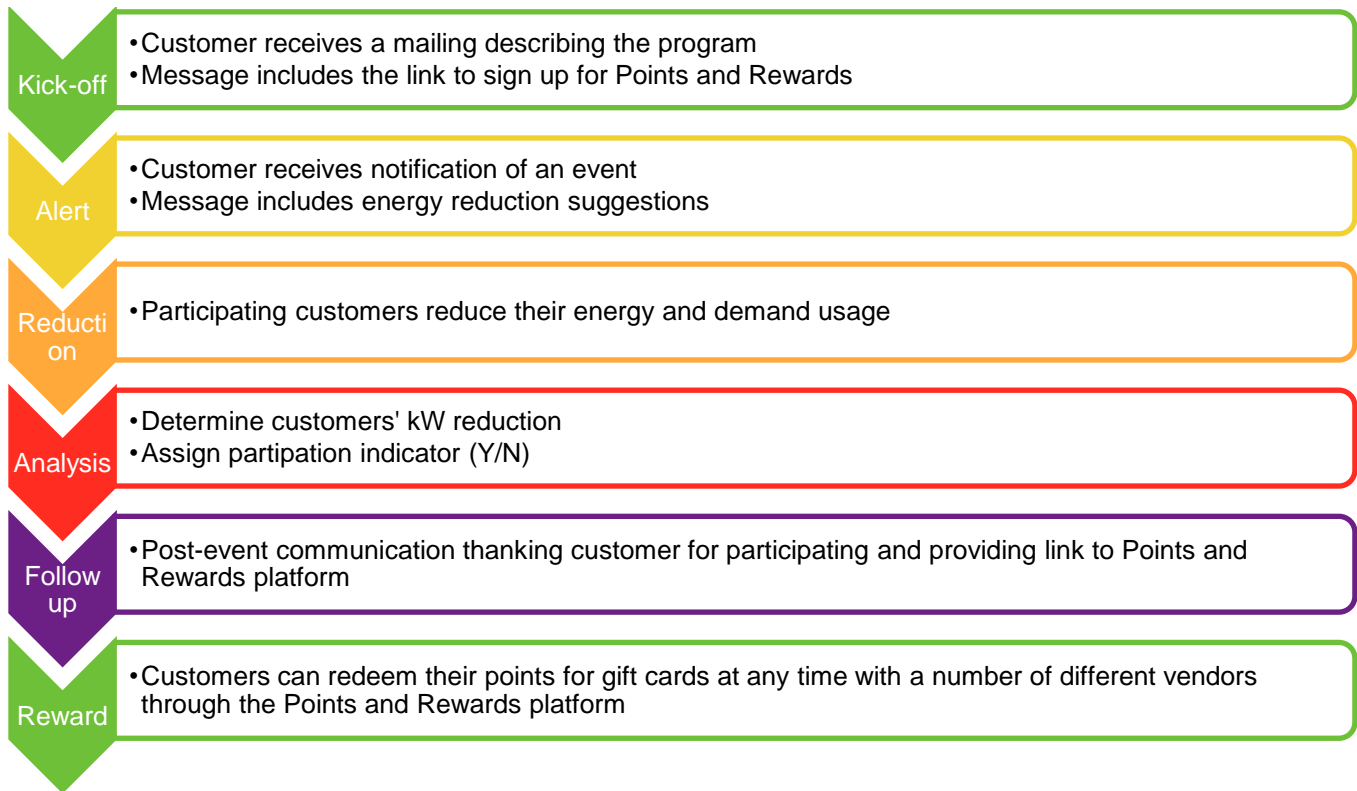 Kick-off
•Customer receives a mailing describing the program
•Message includes the link to sign up for Points and Rewards
Alert
•Customer receives notification of an event
•Message includes energy reduction suggestions
Reducti
on
•Participating customers reduce their energy and demand usage
Analysis
•Determine customers' kW reduction
•Assign partipation indicator (Y/N)
Follow
up
•Post-event communication thanking customer for participating and providing link to Points and
Rewards platform
Reward
•Customers can redeem their points for gift cards at any time with a number of different vendors
through the Points and Rewards platform